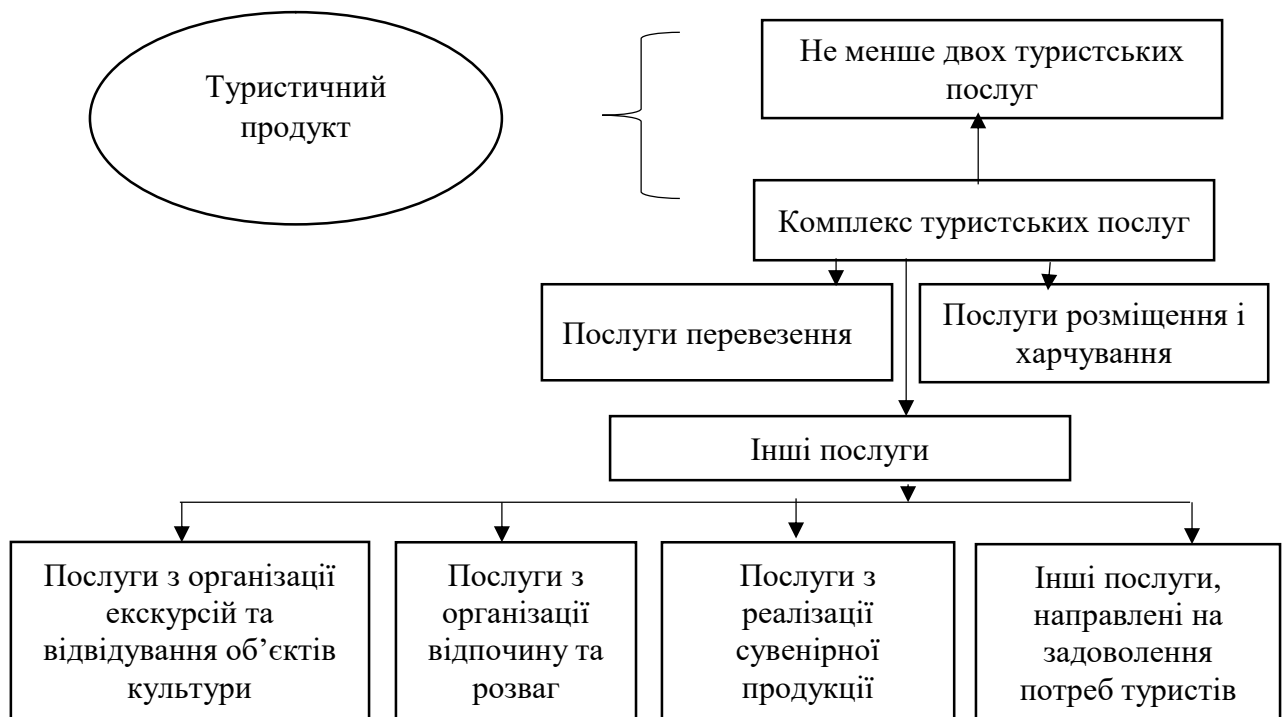 Туристичний
продукт
Не менше двох туристських
послуг
Комплекс туристських послуг
Послуги перевезення
Послуги розміщення і
харчування
Інші послуги
Послуги з організації
екскурсій та
відвідування об’єктів
культури
Послуги з
організації
відпочину та
розваг
Послуги з
реалізації
сувенірної
продукції
Інші послуги,
направлені на
задоволення
потреб туристів